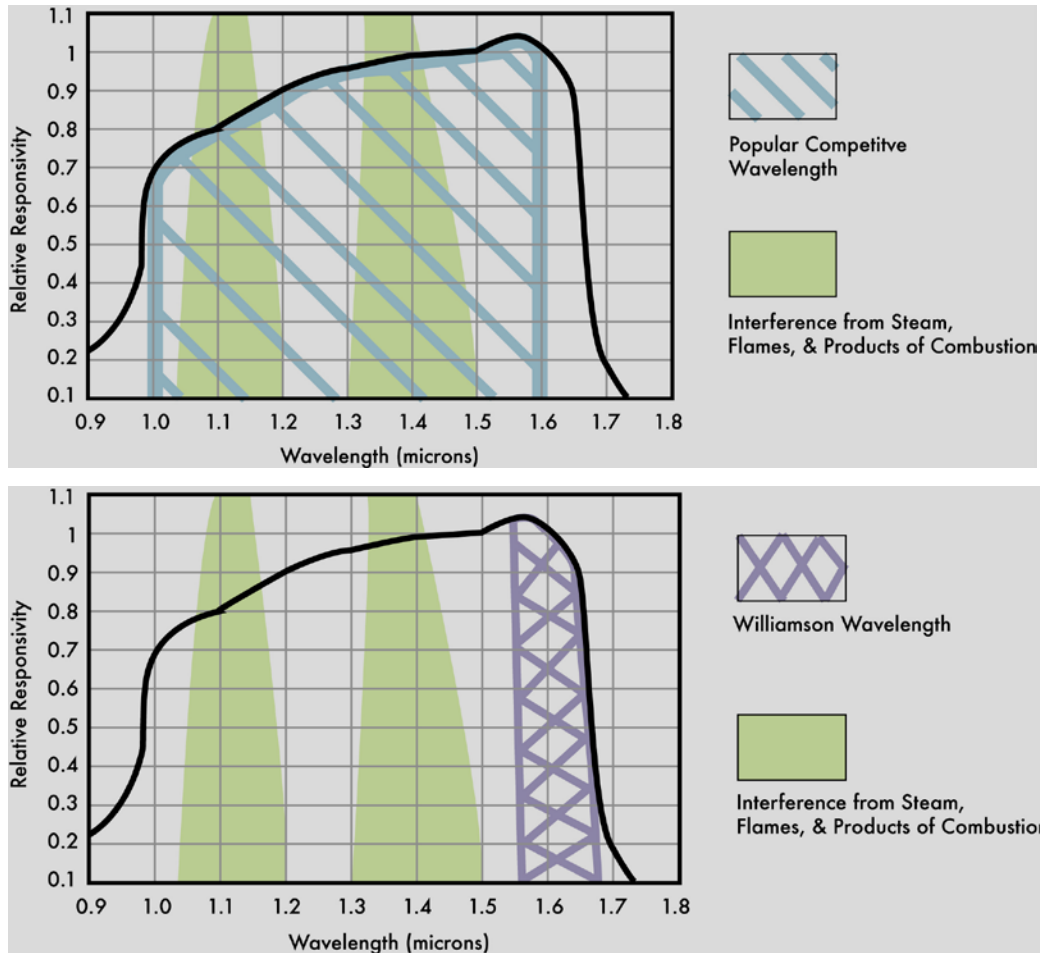 1.1
1
0.9
0.8
0.7
0.6
0.5
0.4
0.3
0.2
0.1
Relative Responsivity
0.9 1.0 1.1 1.2 1.3 1.4 1.5 1.6 1.7 1.8
Wavelength (microns)
Popular Competitve
Wavelength
Interference from Steam,
Flames, & Products of Combustion
1.1
1
0.9
0.8
0.7
0.6
0.5
0.4
0.3
0.2
0.1
Relative Responsivity
0.9 1.0 1.1 1.2 1.3 1.4 1.5 1.6 1.7 1.8
Wavelength (microns)
Williamson Wavelength
Interference from Steam,
Flames, & Products of Combustion